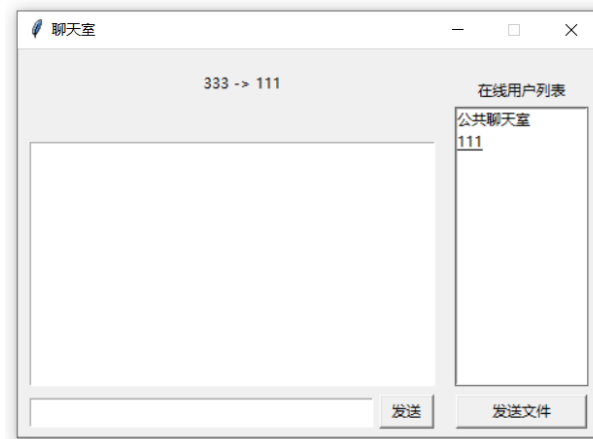 聊天室
333 -> 111
在线用户列表
公共聊天室
111
发送
发送文件